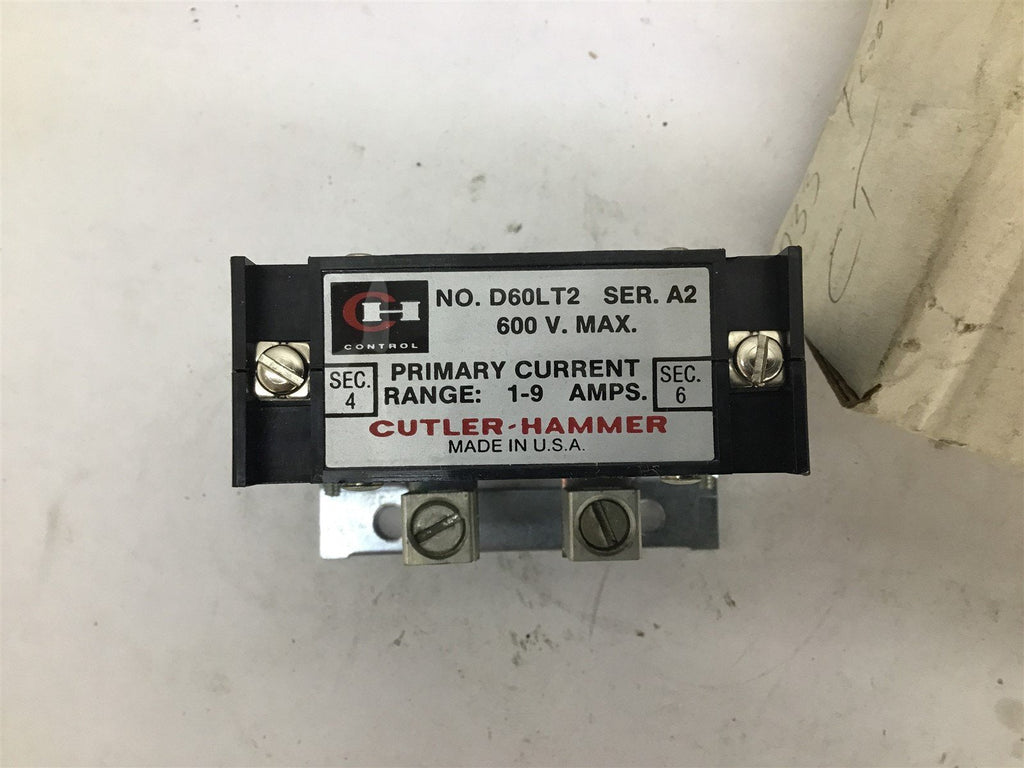 CH
CONTROL
NO. D60LT2 SER. A2
600 V. MAX.
SEC.
4
PRIMARY CURRENT
RANGE: 1-9 AMPS.
SEC.
6
CUTLER-HAMMER
MADE IN U.S.A.